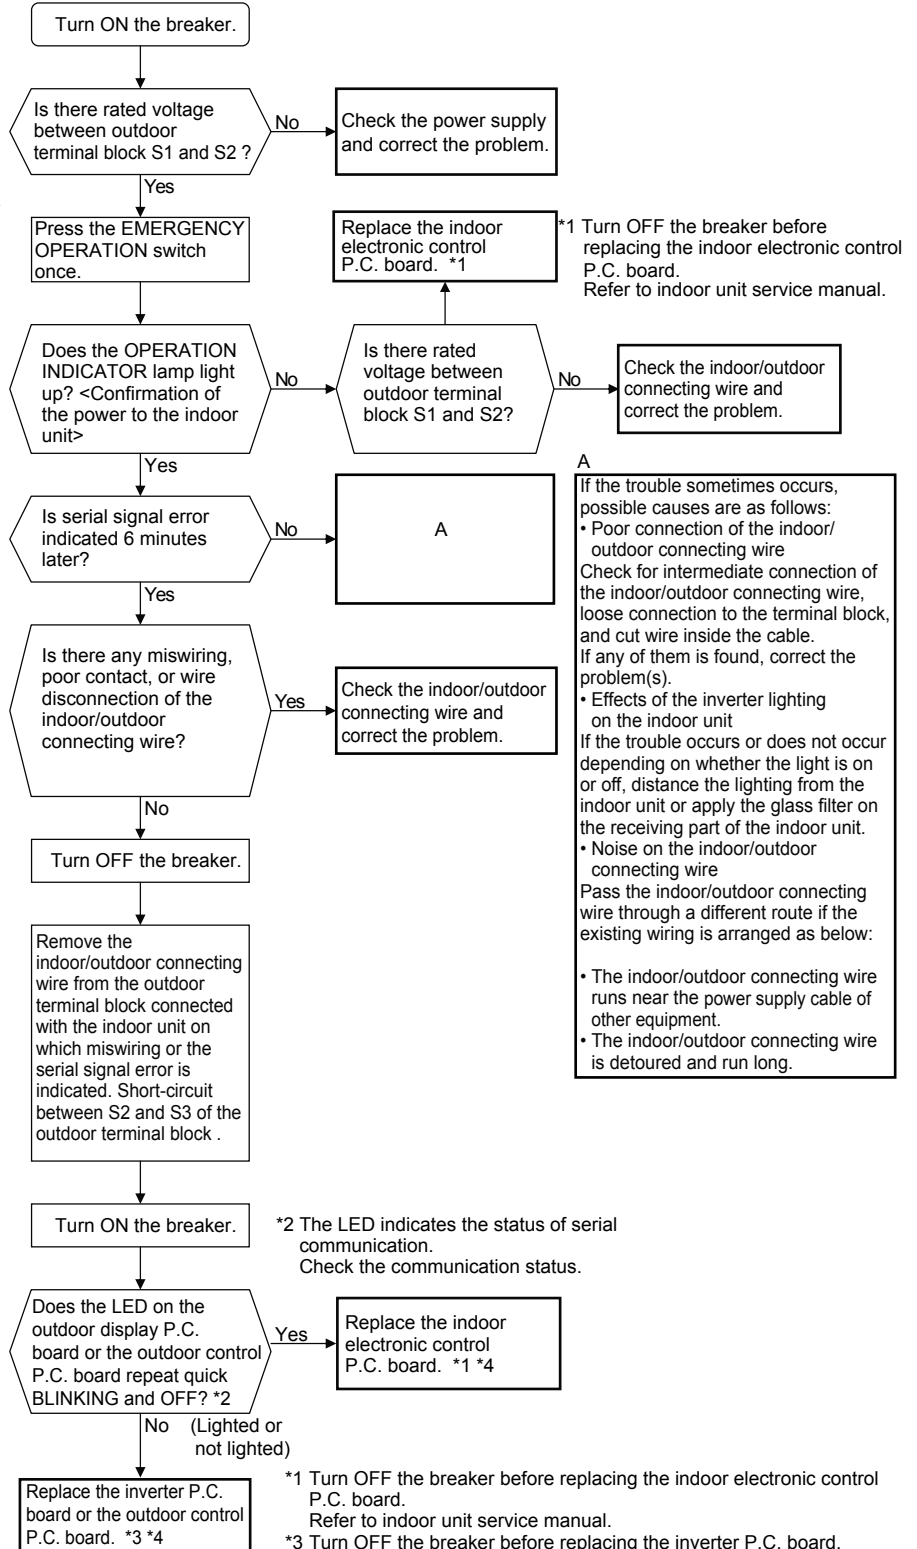 Turn ON the breaker.
Is there rated voltage
between outdoor
terminal block S1 and S2 ?
No
Check the power supply
and correct the problem.
Yes
Press the EMERGENCY
OPERATION switch
once.
Replace the indoor
electronic control
P.C. board. *1
*1 Turn OFF the breaker before
replacing the indoor electronic control
P.C. board.
Refer to indoor unit service manual.
Does the OPERATION
INDICATOR lamp light
up? <Confirmation of
the power to the indoor
unit>
No
Is there rated
voltage between
outdoor terminal
block S1 and S2?
No
Check the indoor/outdoor
connecting wire and
correct the problem.
Yes
Is serial signal error
indicated 6 minutes
later?
No
A
A
If the trouble sometimes occurs,
possible causes are as follows:
• Poor connection of the indoor/
outdoor connecting wire
Check for intermediate connection of
the indoor/outdoor connecting wire,
loose connection to the terminal block,
and cut wire inside the cable.
If any of them is found, correct the
problem(s).
• Effects of the inverter lighting
on the indoor unit
If the trouble occurs or does not occur
depending on whether the light is on
or off, distance the lighting from the
indoor unit or apply the glass filter on
the receiving part of the indoor unit.
• Noise on the indoor/outdoor
connecting wire
Pass the indoor/outdoor connecting
wire through a different route if the
existing wiring is arranged as below:
• The indoor/outdoor connecting wire
runs near the power supply cable of
other equipment.
• The indoor/outdoor connecting wire
is detoured and run long.
Yes
Is there any miswiring,
poor contact, or wire
disconnection of the
indoor/outdoor
connecting wire?
Yes
Check the indoor/outdoor
connecting wire and
correct the problem.
No
Turn OFF the breaker.
Remove the
indoor/outdoor connecting
wire from the outdoor
terminal block connected
with the indoor unit on
which miswiring or the
serial signal error is
indicated. Short-circuit
between S2 and S3 of the
outdoor terminal block .
Turn ON the breaker.
*2 The LED indicates the status of serial
communication.
Check the communication status.
Does the LED on the
outdoor display P.C.
board or the outdoor control
P.C. board repeat quick
BLINKING and OFF? *2
Yes
Replace the indoor
electronic control
P.C. board. *1 *4
No (Lighted or
not lighted)
Replace the inverter P.C.
board or the outdoor control
P.C. board. *3 *4
*1 Turn OFF the breaker before replacing the indoor electronic control
P.C. board.
Refer to indoor unit service manual.
*3 Turn OFF the breaker before replacing the inverter P.C. board.